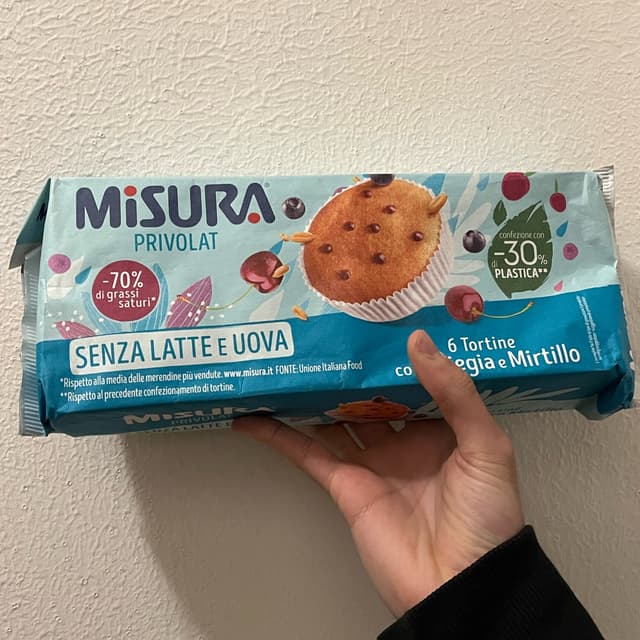 MiSURA
PRIVOLAT
-70%
di grassi
saturi*
SENZA LATTE E UOVA
*Rispetto alla media delle merendine più vendute. www.misura.it FONTE: Unione Italiana Food
**Rispetto al precedente confezionamento di tortine.
confezione con
-30%
di PLASTICA**
6 Tortine
e Mirtillo
MiSURA
PRIVOLAT